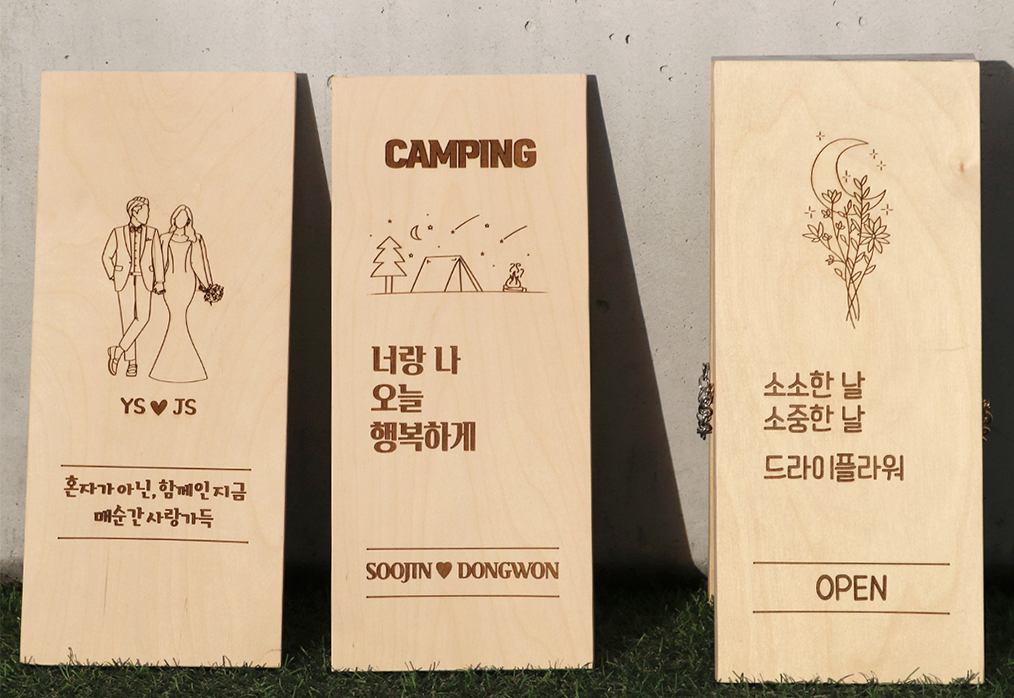 YS ♥ JS
혼자가 아닌, 함께인 지금
매순간 사랑가득
CAMPING
너랑 나
오늘
행복하게
SOOJIN ♥ DONGWON
소소한 날
소중한 날
드라이플라워
OPEN